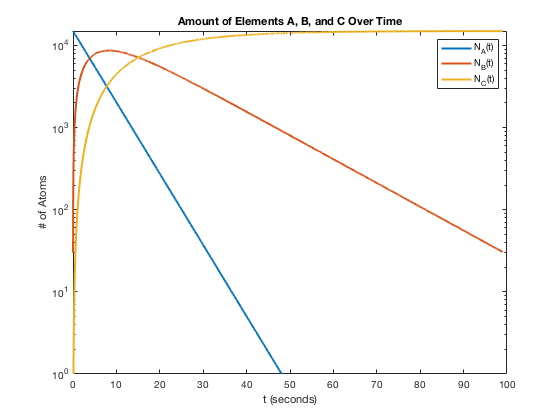 Amount of Elements A, B, and C Over Time
N_A(t)
N_B(t)
N_C(t)
10^4
10^3
10^2
10^1
10^0
# of Atoms
0 10 20 30 40 50 60 70 80 90 100
t (seconds)